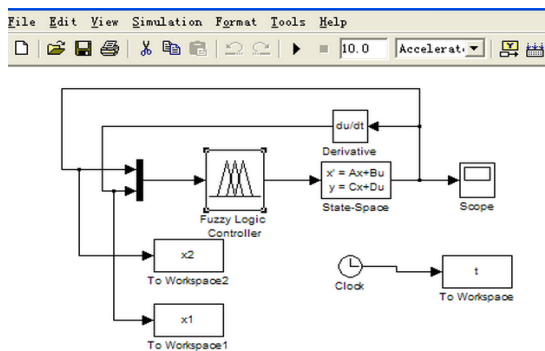 File Edit View Simulation Format Tools Help
10.0 Accelerat
du/dt
Derivative
x' = Ax+Bu
y = Cx+Du
State-Space
Scope
Fuzzy Logic
Controller
x2
To Workspace2
Clock
t
To Workspace
x1
To Workspace1